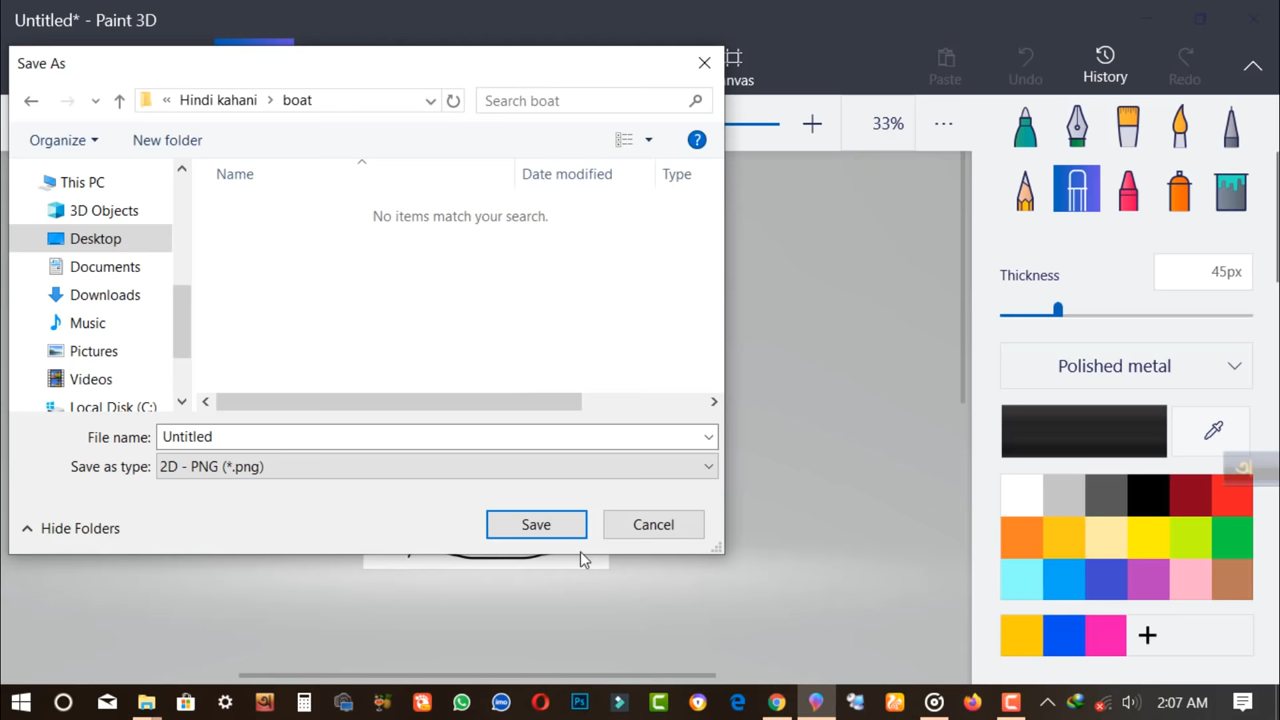 Untitled* - Paint 3D
Save As
« Hindi kahani > boat
Search boat
Organize
New folder
Name
Date modified
Type
No items match your search.
This PC
3D Objects
Desktop
Documents
Downloads
Music
Pictures
Videos
Local Disk (C:)
File name: Untitled
Save as type: 2D - PNG (*.png)
Hide Folders
Save
Cancel
Paste
Undo
History
Redo
33%
Thickness
45px
Polished metal
2:07 AM